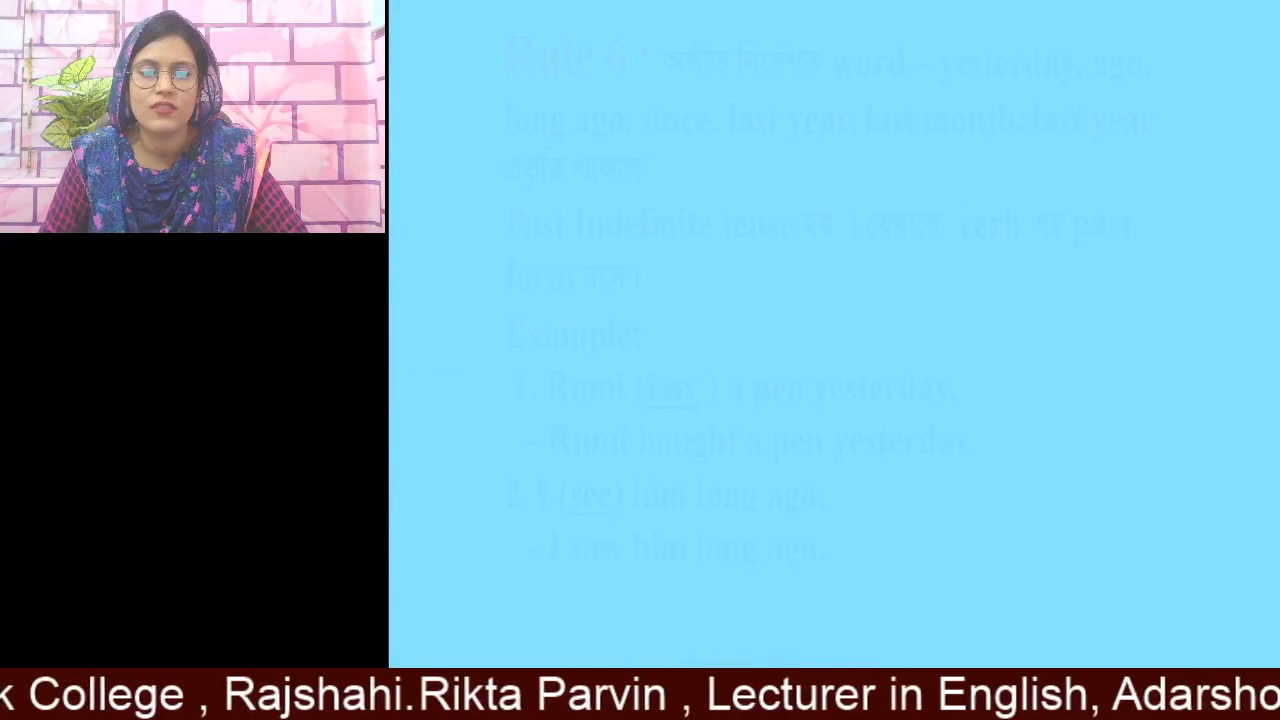 Rule 6 : অতীত নির্দেশক word – yesterday, ago,
long ago, since, last year, last month, last year
প্রভৃতি থাকলে
Past Indefinite tense হয় । যেখানে verb এর past
form বসে।
Example:
1. Rumi (buy ) a pen yesterday.
- Rumi bought a pen yesterday.
2. I (see) him long ago.
- I saw him long ago.
k College , Rajshahi.Rikta Parvin , Lecturer in English, Adarsho